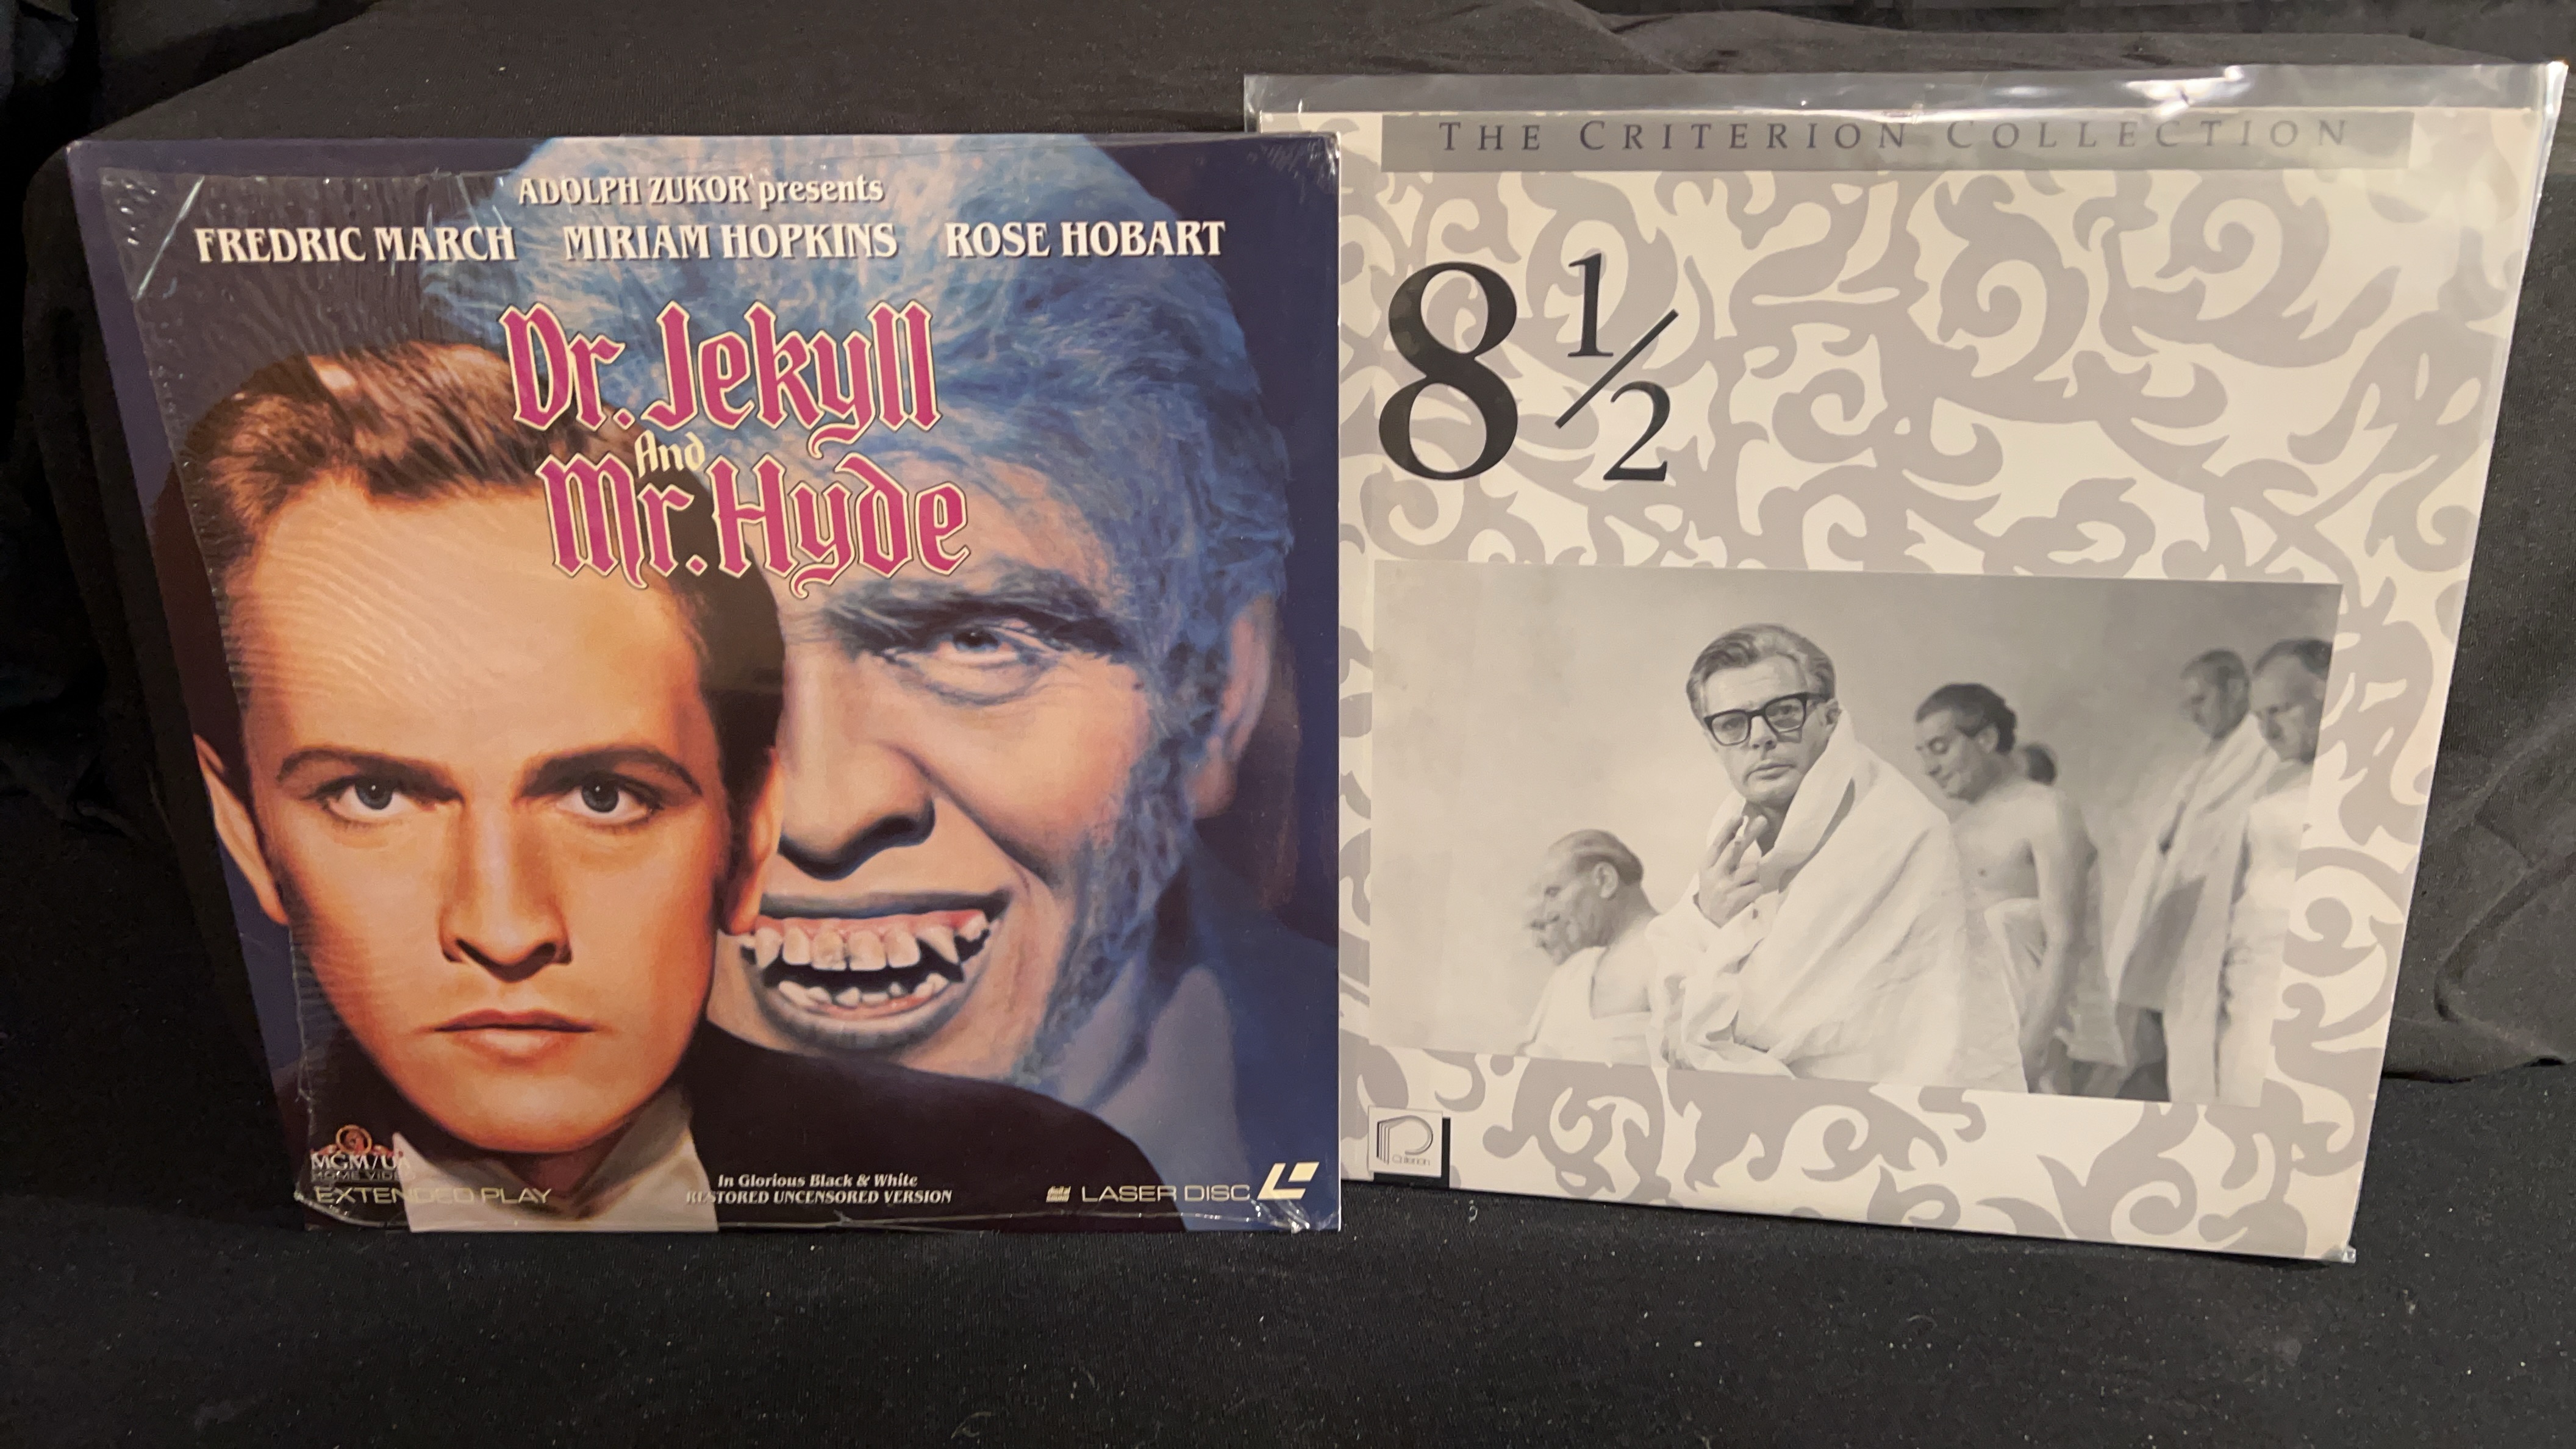 ADOLPH ZUKOR presents
FREDRIC MARCH MIRIAM HOPKINS ROSE HOBART
Dr. Jekyll
And
Mr. Hyde
MGM/UA
HOME VIDEO
EXTENDED PLAY
In Glorious Black & White
RESTORED UNCENSORED VERSION
LASER DISC
THE CRITERION COLLECTION
8 1/2
Criterion